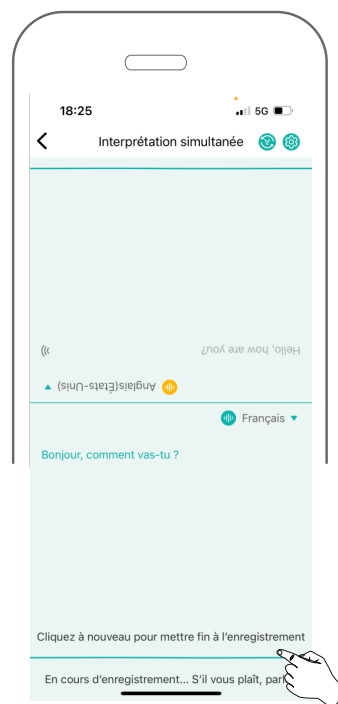 18:25
5G
Interprétation simultanée
Hello, how are you?
Anglais(États-Unis)
Français
Bonjour, comment vas-tu ?
Cliquez à nouveau pour mettre fin à l'enregistrement
En cours d'enregistrement... S'il vous plaît,